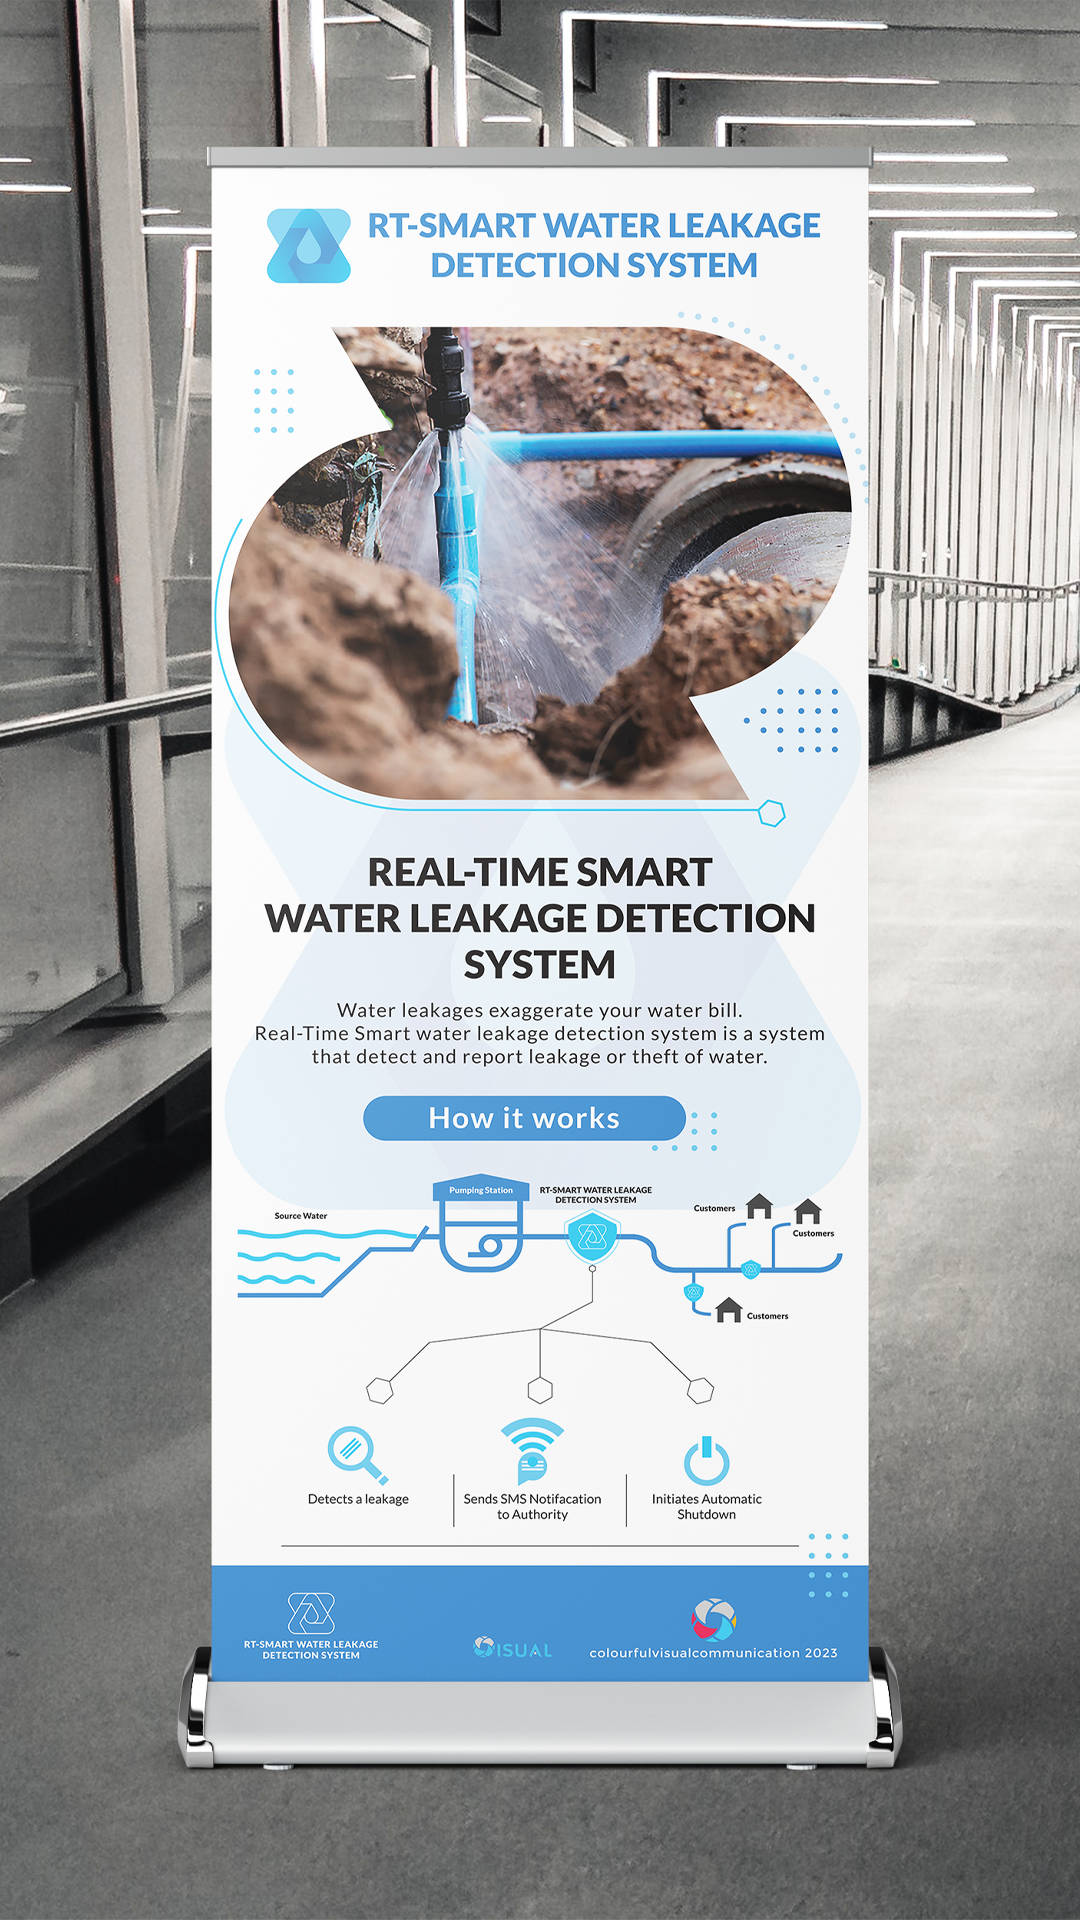 RT-SMART WATER LEAKAGE
DETECTION SYSTEM
REAL-TIME SMART
WATER LEAKAGE DETECTION
SYSTEM
Water leakages exaggerate your water bill.
Real-Time Smart water leakage detection system is a system
that detect and report leakage or theft of water.
How it works
Source Water
Pumping Station
RT-SMART WATER LEAKAGE
DETECTION SYSTEM
Customers
Customers
Customers
Detects a leakage
Sends SMS Notifacation
to Authority
Initiates Automatic
Shutdown
RT-SMART WATER LEAKAGE
DETECTION SYSTEM
ISUAL
colourfulvisualcommunication 2023